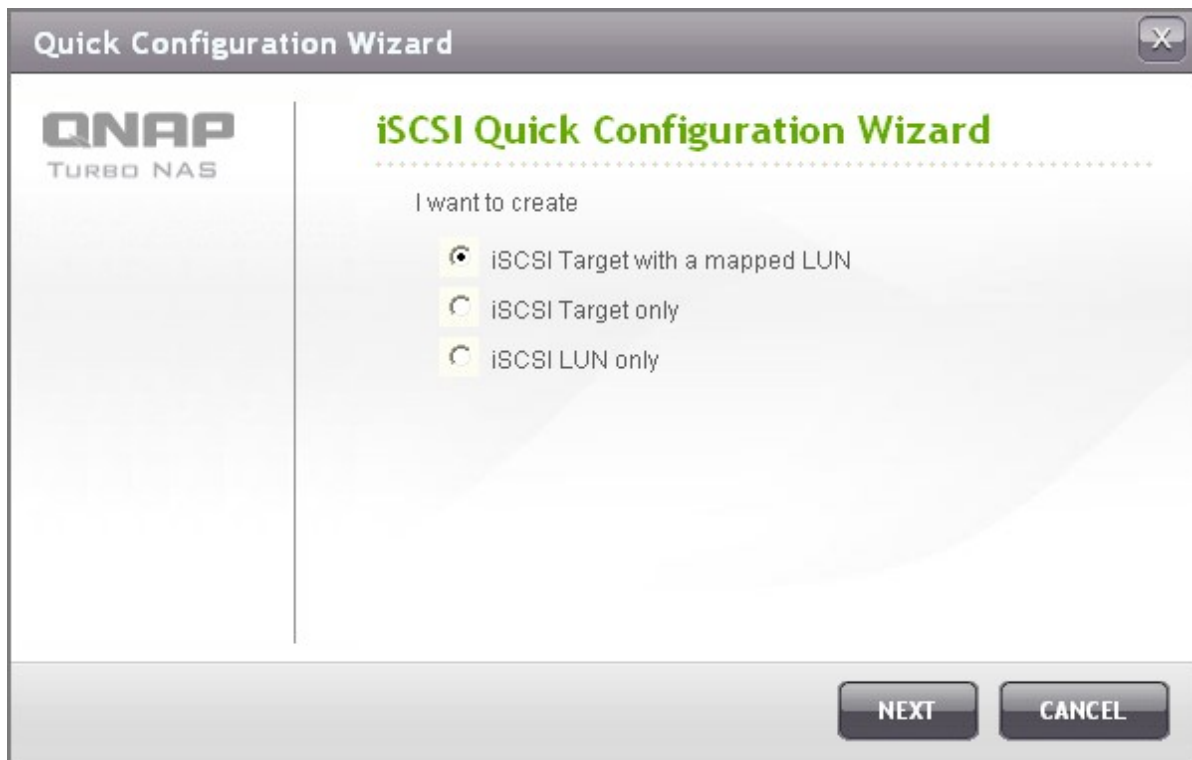 Quick Configuration Wizard
X
QNAP
TURBO NAS
iSCSI Quick Configuration Wizard
I want to create
iSCSI Target with a mapped LUN
iSCSI Target only
iSCSI LUN only
NEXT
CANCEL